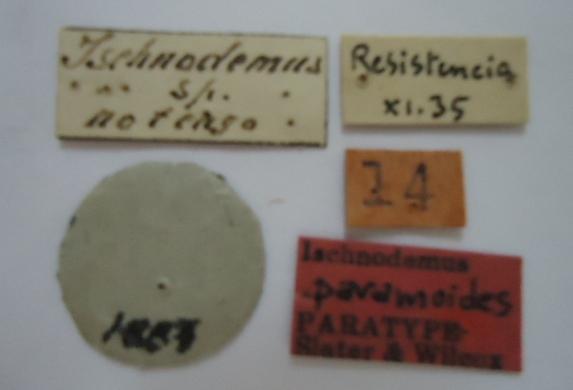 Ischnodemus
sp.
no tengo
Resistencia
XI.35
14
Ischnodemus
paramoides
PARATYPE
Slater & Wilcox